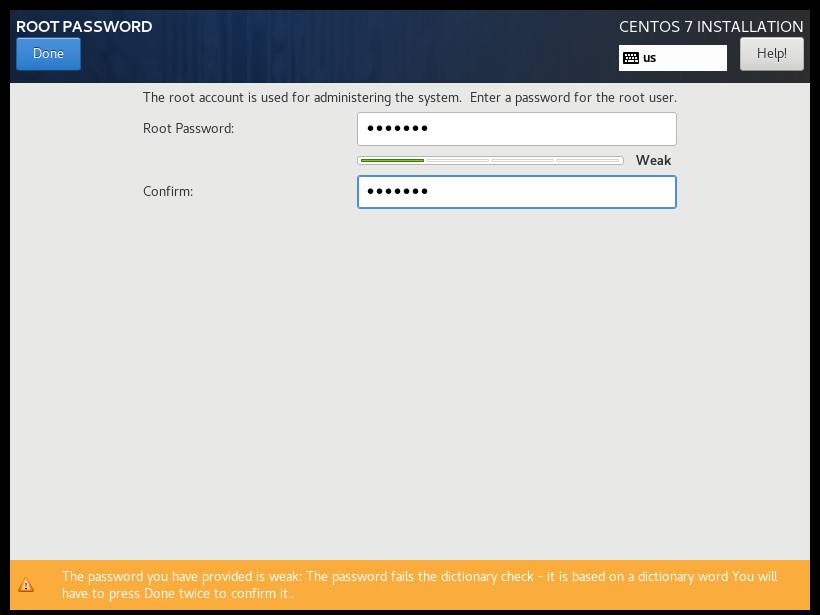 ROOT PASSWORD
CENTOS 7 INSTALLATION
Done
us
Help!
The root account is used for administering the system. Enter a password for the root user.
Root Password:
•••••••
Weak
Confirm:
•••••••
The password you have provided is weak: The password fails the dictionary check - it is based on a dictionary word You will
have to press Done twice to confirm it..